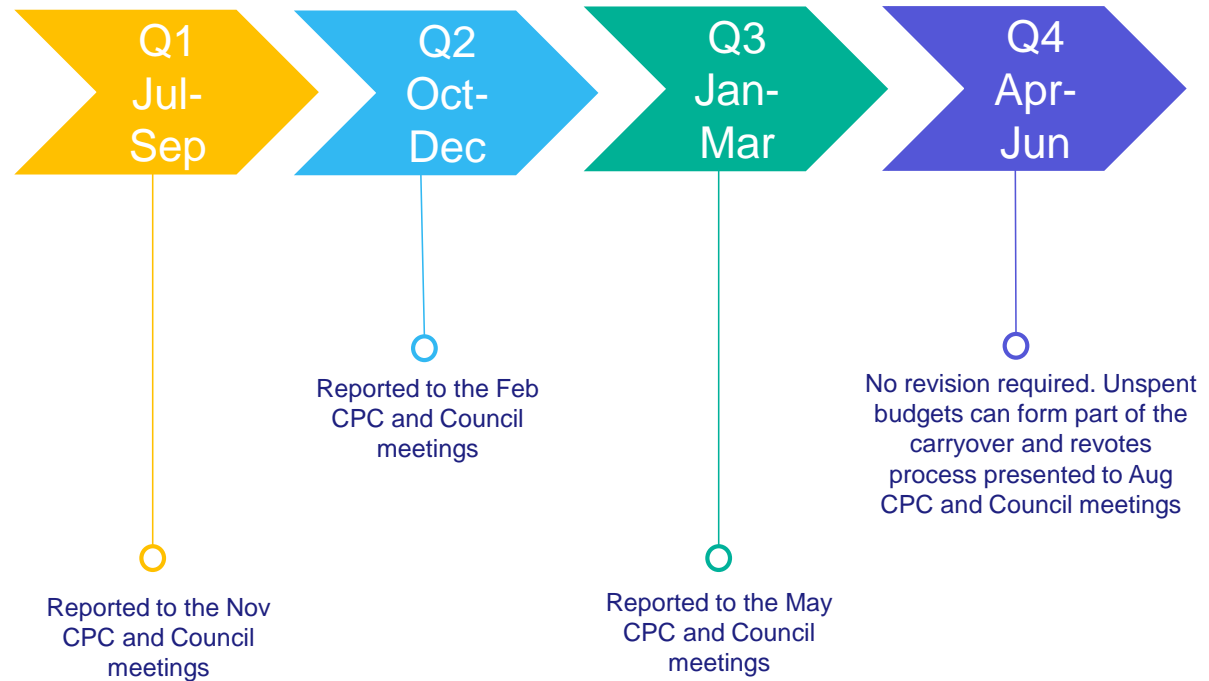 Q1
Jul-
Sep
Q2
Oct-
Dec
Q3
Jan-
Mar
Q4
Apr-
Jun
Reported to the Feb
CPC and Council
meetings
No revision required. Unspent
budgets can form part of the
carryover and revotes
process presented to Aug
CPC and Council meetings
Reported to the Nov
CPC and Council
meetings
Reported to the May
CPC and Council
meetings